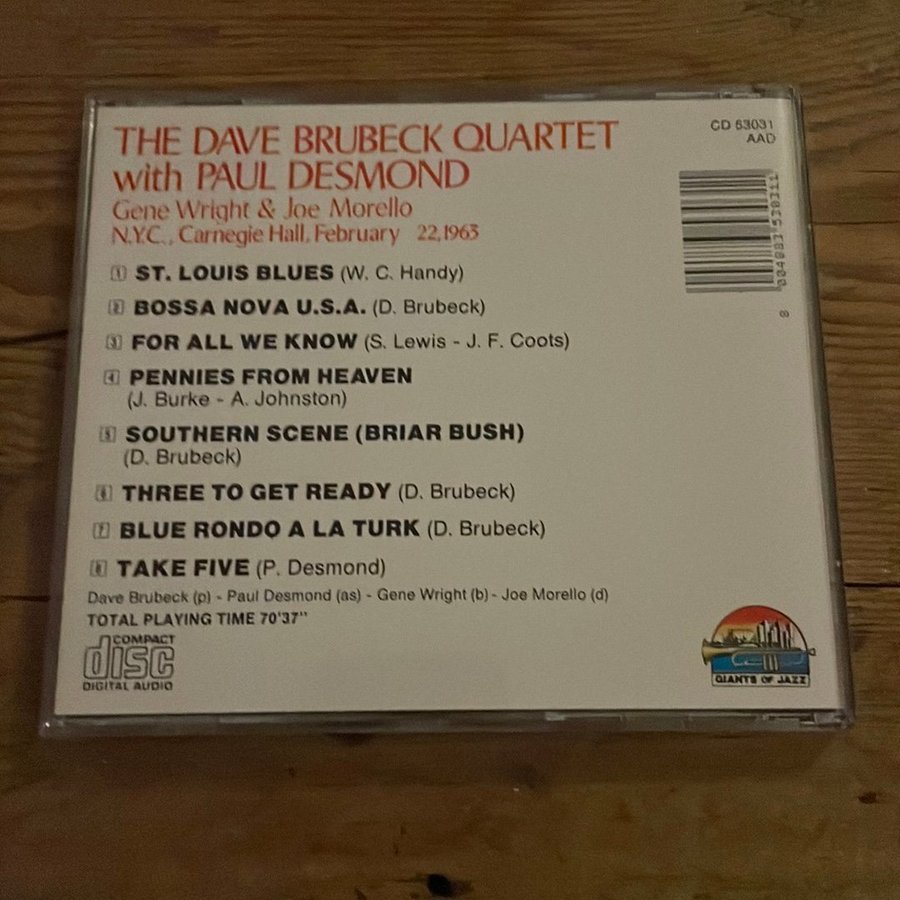 THE DAVE BRUBECK QUARTET
with PAUL DESMOND
Gene Wright & Joe Morello
N.Y.C., Carnegie Hall, February 22, 1963
CD 53031
AAD
1 ST. LOUIS BLUES (W. C. Handy)
2 BOSSA NOVA U.S.A. (D. Brubeck)
3 FOR ALL WE KNOW (S. Lewis - J. F. Coots)
4 PENNIES FROM HEAVEN
(J. Burke - A. Johnston)
5 SOUTHERN SCENE (BRIAR BUSH)
(D. Brubeck)
6 THREE TO GET READY (D. Brubeck)
7 BLUE RONDO A LA TURK (D. Brubeck)
8 TAKE FIVE (P. Desmond)
Dave Brubeck (p) - Paul Desmond (as) - Gene Wright (b) - Joe Morello (d)
TOTAL PLAYING TIME 70'37"
COMPACT
disc
DIGITAL AUDIO
GIANTS OF JAZZ